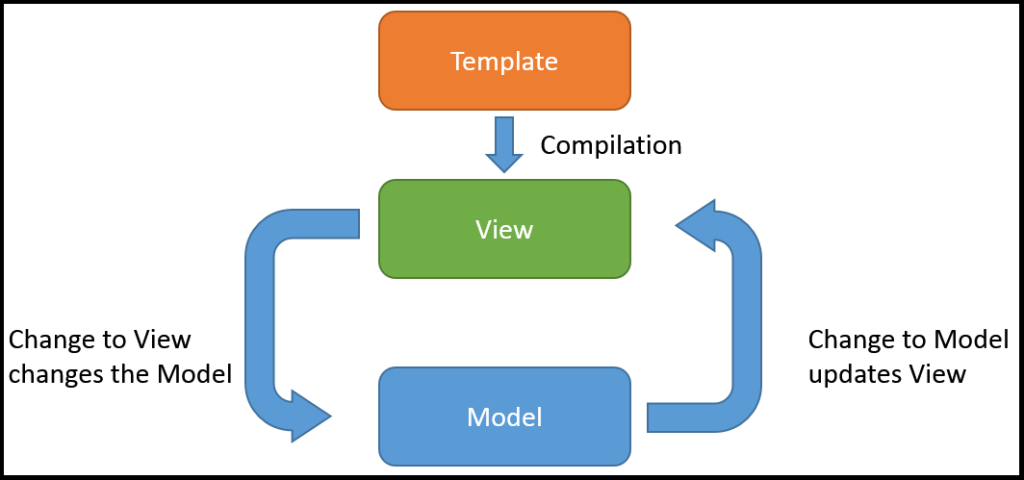 Template
Compilation
View
Change to View
changes the Model
Change to Model
updates View
Model